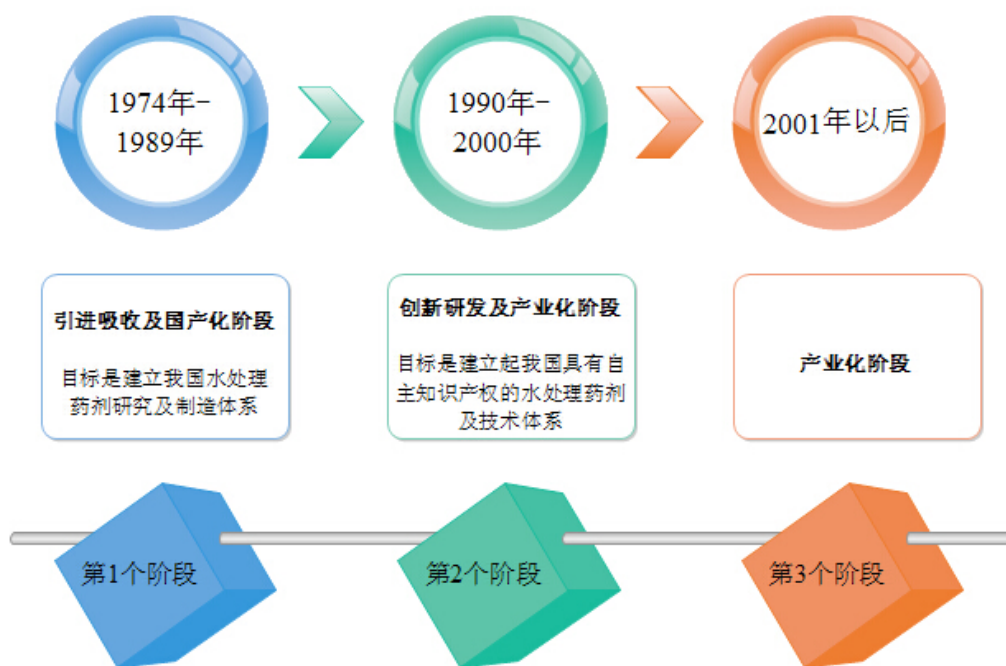 1974年-
1989年
1990年-
2000年
2001年以后
引进吸收及国产化阶段
目标是建立我国水处理
药剂研究及制造体系
创新研发及产业化阶段
目标是建立起我国具有自
主知识产权的水处理药剂
及技术体系
产业化阶段
第1个阶段
第2个阶段
第3个阶段